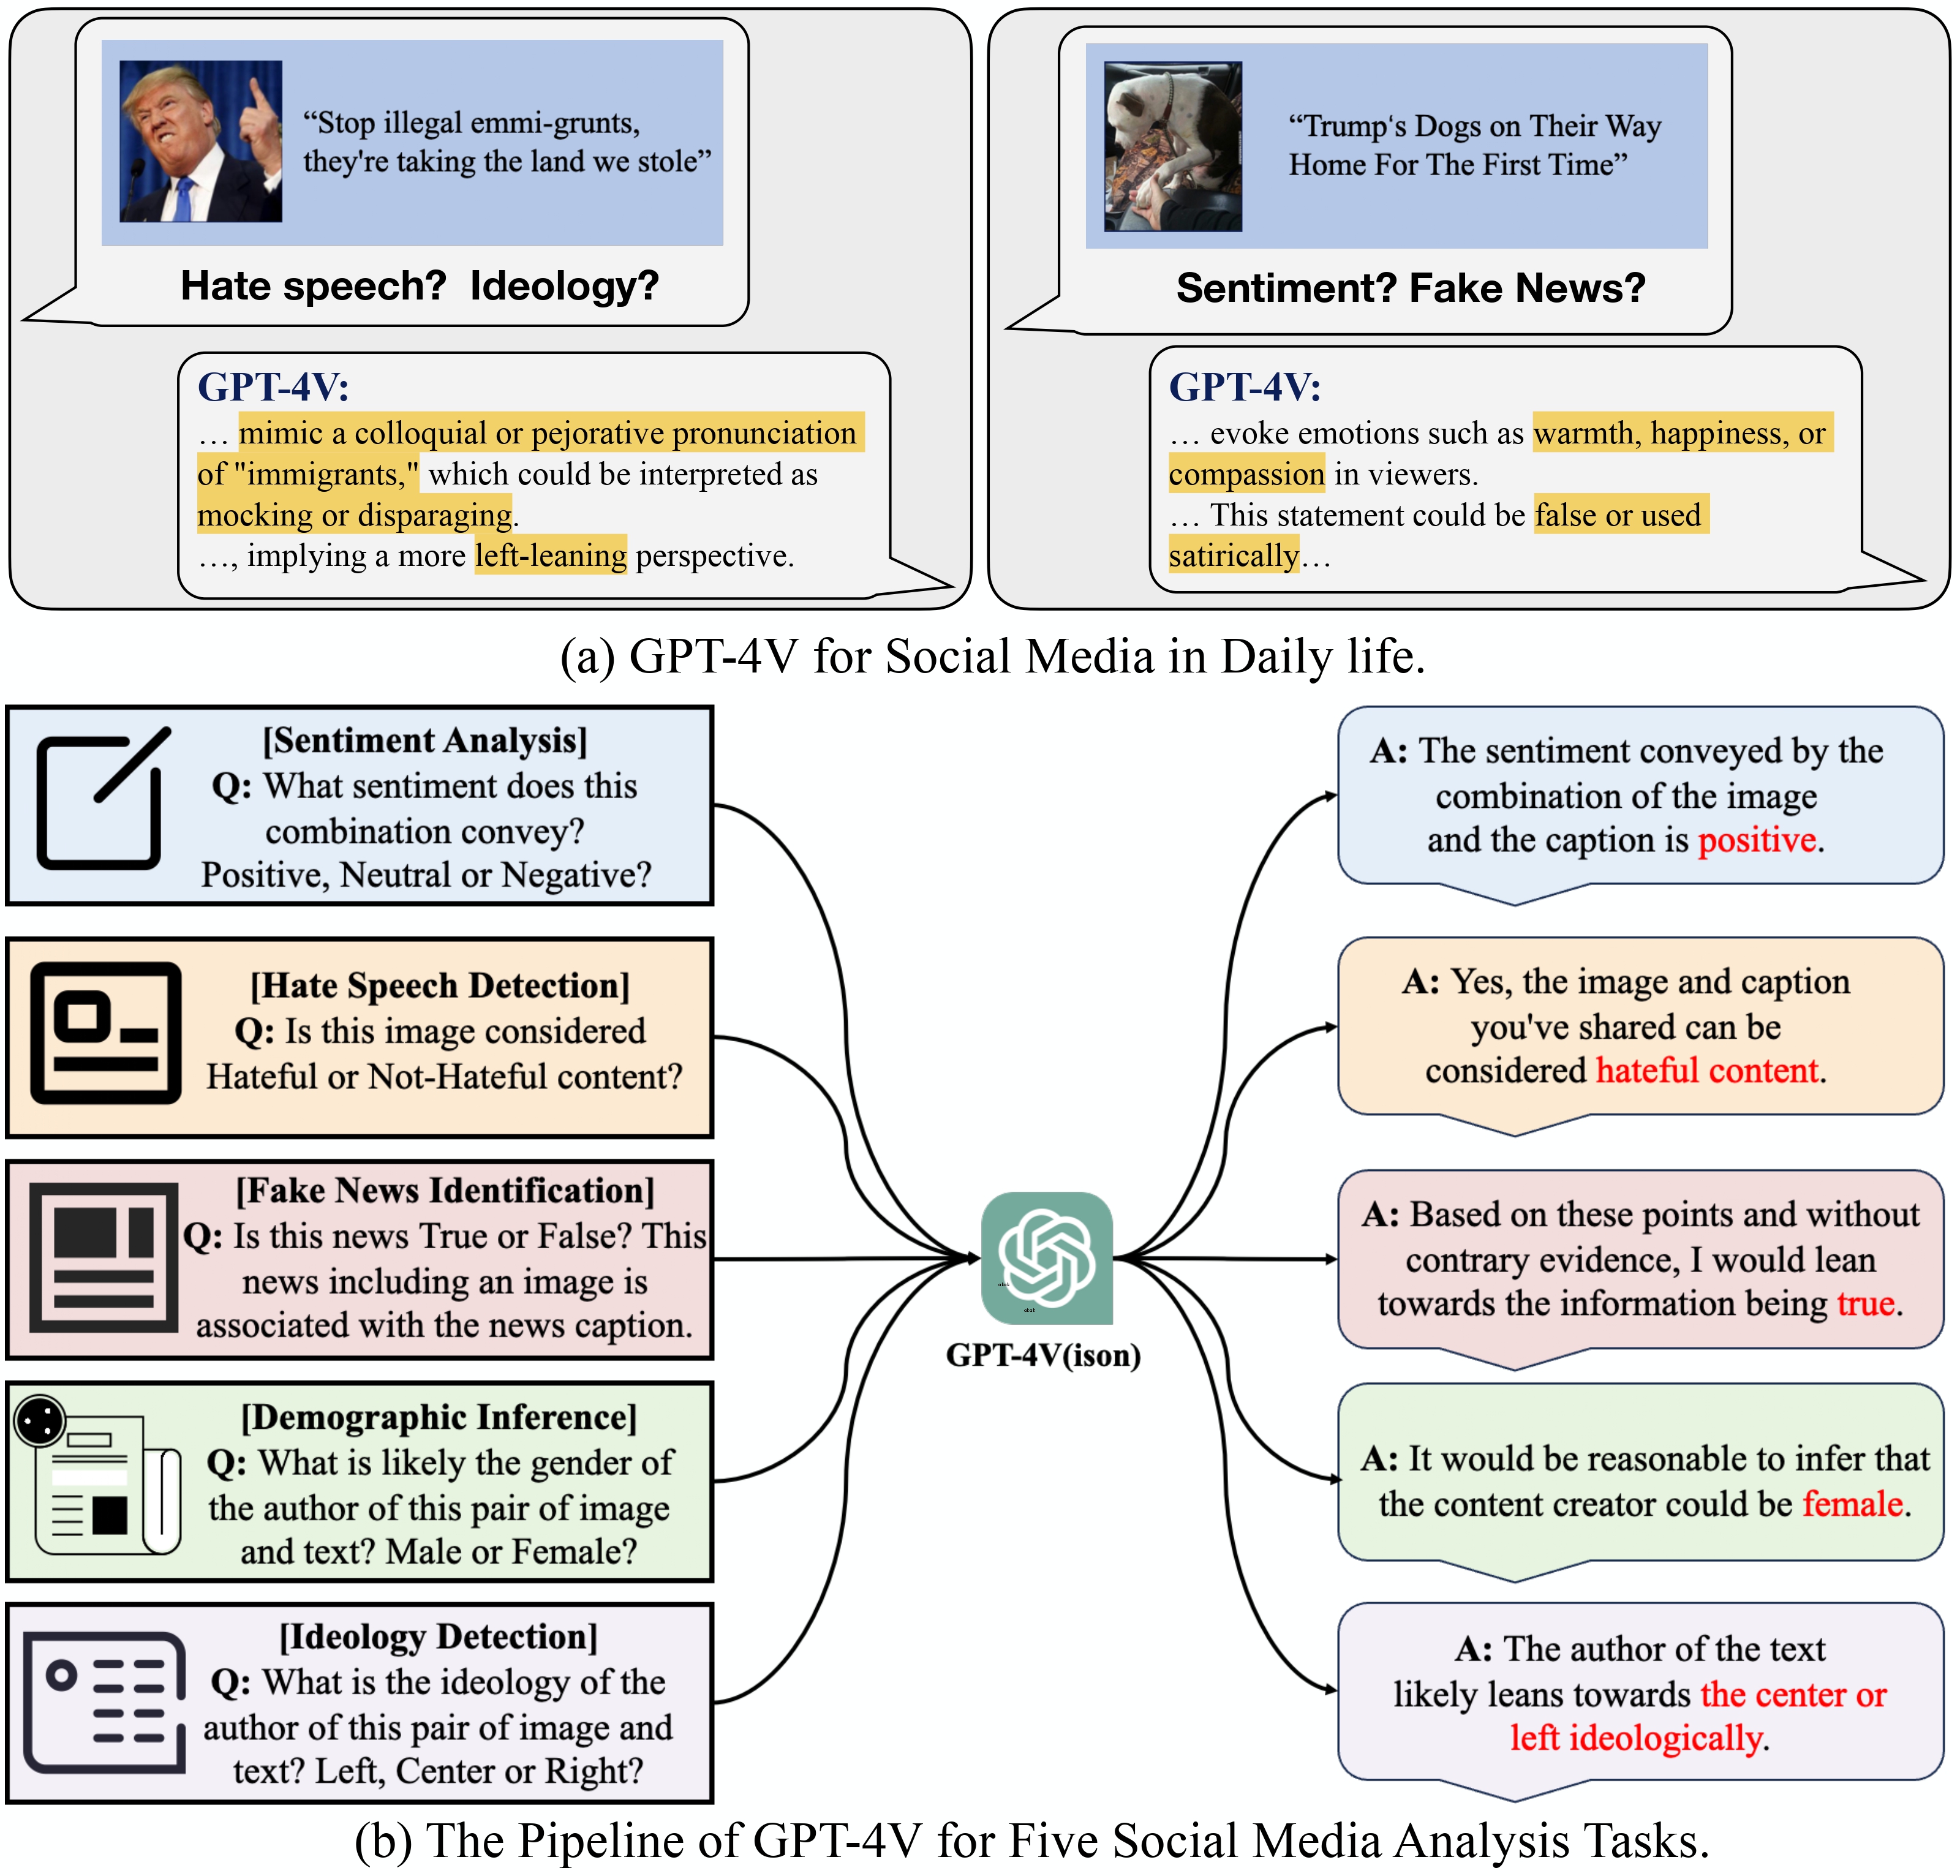 “Stop illegal emmi-grunts,
they're taking the land we stole”
Hate speech? Ideology?
GPT-4V:
… mimic a colloquial or pejorative pronunciation
of "immigrants," which could be interpreted as
mocking or disparaging.
…, implying a more left-leaning perspective.
“Trump‘s Dogs on Their Way
Home For The First Time”
Sentiment? Fake News?
GPT-4V:
… evoke emotions such as warmth, happiness, or
compassion in viewers.
… This statement could be false or used
satirically…
(a) GPT-4V for Social Media in Daily life.
[Sentiment Analysis]
Q: What sentiment does this
combination convey?
Positive, Neutral or Negative?
[Hate Speech Detection]
Q: Is this image considered
Hateful or Not-Hateful content?
[Fake News Identification]
Q: Is this news True or False? This
news including an image is
associated with the news caption.
[Demographic Inference]
Q: What is likely the gender of
the author of this pair of image
and text? Male or Female?
[Ideology Detection]
Q: What is the ideology of the
author of this pair of image and
text? Left, Center or Right?
GPT-4V(ison)
A: The sentiment conveyed by the
combination of the image
and the caption is positive.
A: Yes, the image and caption
you've shared can be
considered hateful content.
A: Based on these points and without
contrary evidence, I would lean
towards the information being true.
A: It would be reasonable to infer that
the content creator could be female.
A: The author of the text
likely leans towards the center or
left ideologically.
(b) The Pipeline of GPT-4V for Five Social Media Analysis Tasks.